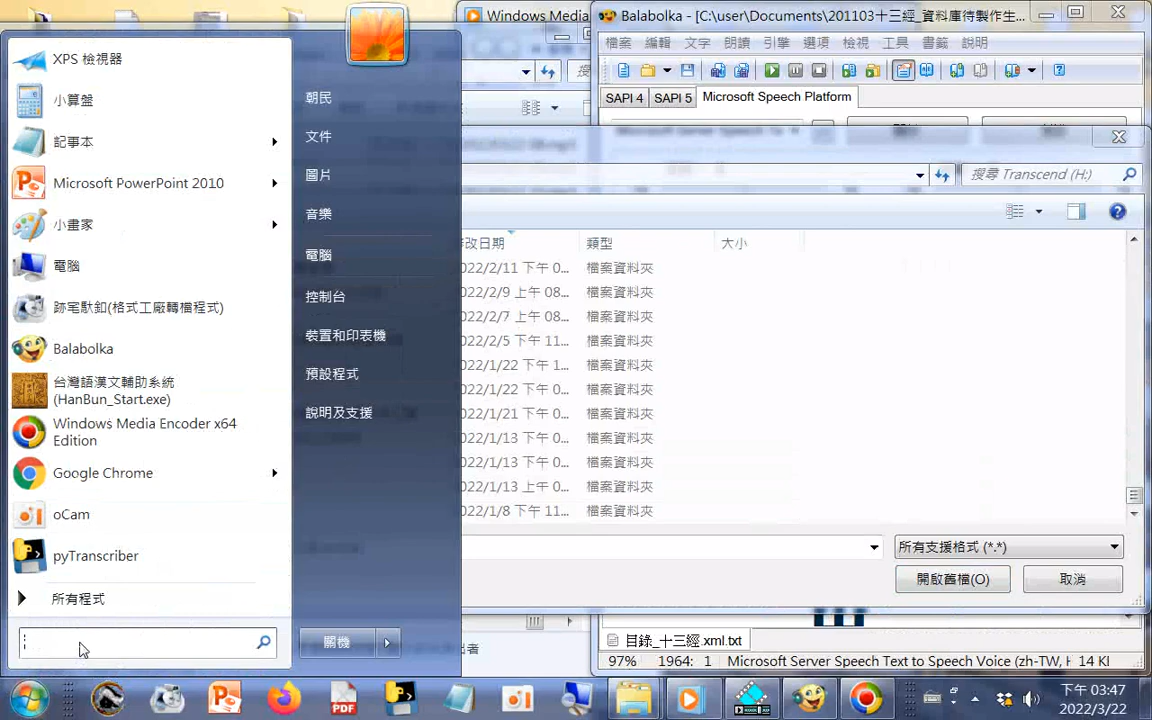 Windows Media
Balabolka - [C:\user\Documents\201103十三經_資料庫待製作生...
檔案 編輯 文字 朗讀 引擎 選項 檢視 工具 書籤 說明
SAPI 4 SAPI 5 Microsoft Speech Platform
搜尋 Transcend (H:)
修改日期 類型 大小
2022/2/11 下午 0... 檔案資料夾
2022/2/9 上午 08... 檔案資料夾
2022/2/7 上午 08... 檔案資料夾
2022/2/5 下午 11... 檔案資料夾
2022/1/22 下午 1... 檔案資料夾
2022/1/22 下午 0... 檔案資料夾
2022/1/21 下午 0... 檔案資料夾
2022/1/13 下午 0... 檔案資料夾
2022/1/13 下午 0... 檔案資料夾
2022/1/13 上午 0... 檔案資料夾
2022/1/8 下午 11... 檔案資料夾
所有支援格式 (*.*)
開啟舊檔(O) 取消
目錄_十三經.xml.txt
97% 1964: 1 Microsoft Server Speech Text to Speech Voice (zh-TW, H 14 KI
XPS 檢視器
小算盤
記事本
Microsoft PowerPoint 2010
小畫家
電腦
跡宅馱釦(格式工廠轉檔程式)
Balabolka
台灣語漢文輔助系統
(HanBun_Start.exe)
Windows Media Encoder x64
Edition
Google Chrome
oCam
pyTranscriber
所有程式
朝民
文件
圖片
音樂
電腦
控制台
裝置和印表機
預設程式
說明及支援
關機
PDF
下午 03:47
2022/3/22